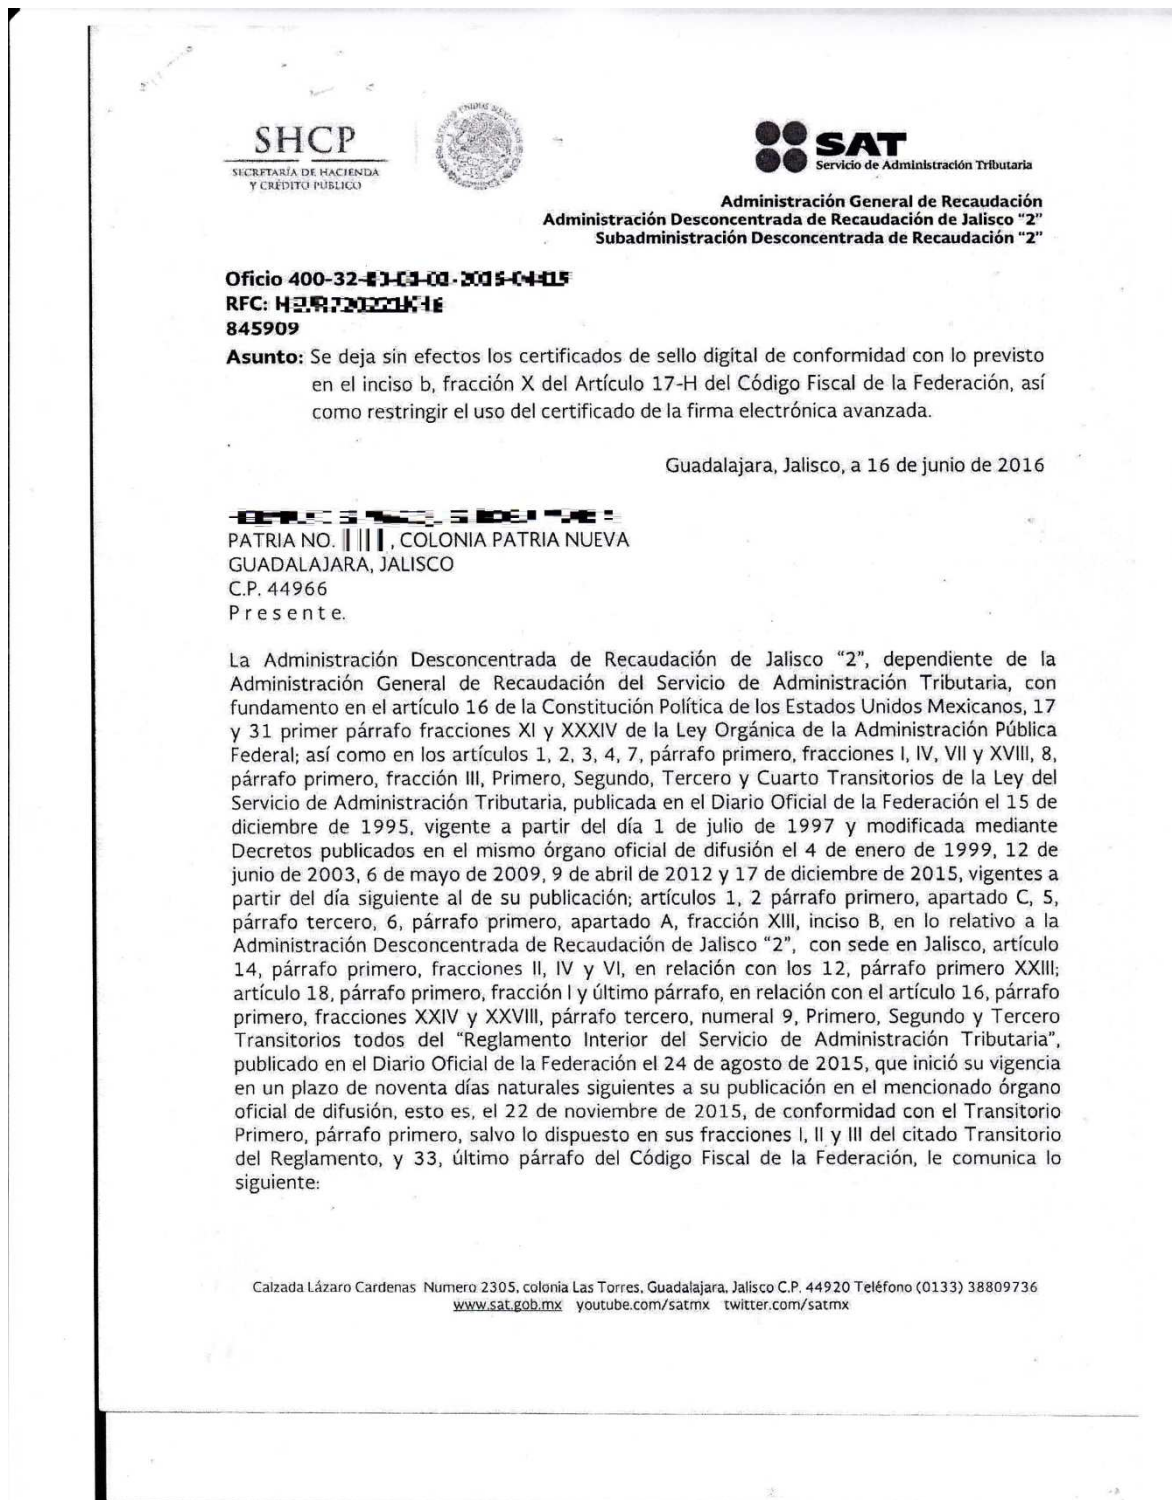 SHCP
SECRETARÍA DE HACIENDA
Y CRÉDITO PÚBLICO
SAT
Servicio de Administración Tributaria
Administración General de Recaudación
Administración Desconcentrada de Recaudación de Jalisco “2”
Subadministración Desconcentrada de Recaudación “2”
Oficio 400-32-
RFC:
845909
Asunto: Se deja sin efectos los certificados de sello digital de conformidad con lo previsto
en el inciso b, fracción X del Artículo 17-H del Código Fiscal de la Federación, así
como restringir el uso del certificado de la firma electrónica avanzada.
Guadalajara, Jalisco, a 16 de junio de 2016
PATRIA NO. , COLONIA PATRIA NUEVA
GUADALAJARA, JALISCO
C.P. 44966
P r e s e n t e.
La Administración Desconcentrada de Recaudación de Jalisco “2”, dependiente de la
Administración General de Recaudación del Servicio de Administración Tributaria, con
fundamento en el artículo 16 de la Constitución Política de los Estados Unidos Mexicanos, 17
y 31 primer párrafo fracciones XI y XXXIV de la Ley Orgánica de la Administración Pública
Federal; así como en los artículos 1, 2, 3, 4, 7, párrafo primero, fracciones I, IV, VII y XVIII, 8,
párrafo primero, fracción III, Primero, Segundo, Tercero y Cuarto Transitorios de la Ley del
Servicio de Administración Tributaria, publicada en el Diario Oficial de la Federación el 15 de
diciembre de 1995, vigente a partir del día 1 de julio de 1997 y modificada mediante
Decretos publicados en el mismo órgano oficial de difusión el 4 de enero de 1999, 12 de
junio de 2003, 6 de mayo de 2009, 9 de abril de 2012 y 17 de diciembre de 2015, vigentes a
partir del día siguiente al de su publicación; artículos 1, 2 párrafo primero, apartado C, 5,
párrafo tercero, 6, párrafo primero, apartado A, fracción XIII, inciso B, en lo relativo a la
Administración Desconcentrada de Recaudación de Jalisco “2”, con sede en Jalisco, artículo
14, párrafo primero, fracciones II, IV y VI, en relación con los 12, párrafo primero XXIII;
artículo 18, párrafo primero, fracción I y último párrafo, en relación con el artículo 16, párrafo
primero, fracciones XXIV y XXVIII, párrafo tercero, numeral 9, Primero, Segundo y Tercero
Transitorios todos del “Reglamento Interior del Servicio de Administración Tributaria”,
publicado en el Diario Oficial de la Federación el 24 de agosto de 2015, que inició su vigencia
en un plazo de noventa días naturales siguientes a su publicación en el mencionado órgano
oficial de difusión, esto es, el 22 de noviembre de 2015, de conformidad con el Transitorio
Primero, párrafo primero, salvo lo dispuesto en sus fracciones I, II y III del citado Transitorio
del Reglamento, y 33, último párrafo del Código Fiscal de la Federación, le comunica lo
siguiente:
Calzada Lázaro Cardenas Numero 2305, colonia Las Torres, Guadalajara, Jalisco C.P. 44920 Teléfono (0133) 38809736
www.sat.gob.mx youtube.com/satmx twitter.com/satmx